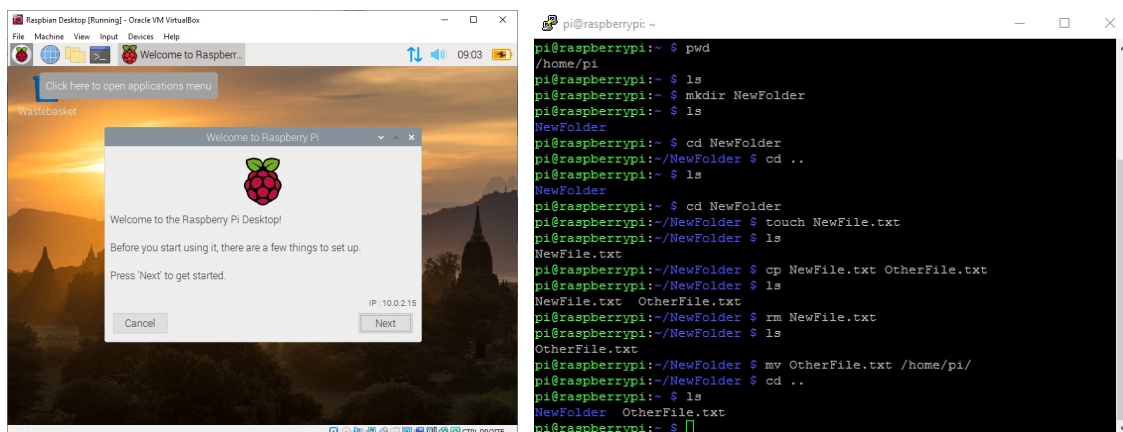 Raspbian Desktop [Running] - Oracle VM VirtualBox
File Machine View Input Devices Help
Welcome to Raspberr...
09:03
Click here to open applications menu
Wastebasket
Welcome to Raspberry Pi
Welcome to the Raspberry Pi Desktop!
Before you start using it, there are a few things to set up.
Press 'Next' to get started.
IP : 10.0.2.15
Cancel
Next
CTRL DROITE
pi@raspberrypi: ~
pi@raspberrypi:~ $ pwd
/home/pi
pi@raspberrypi:~ $ ls
pi@raspberrypi:~ $ mkdir NewFolder
pi@raspberrypi:~ $ ls
NewFolder
pi@raspberrypi:~ $ cd NewFolder
pi@raspberrypi:~/NewFolder $ cd ..
pi@raspberrypi:~ $ ls
NewFolder
pi@raspberrypi:~ $ cd NewFolder
pi@raspberrypi:~/NewFolder $ touch NewFile.txt
pi@raspberrypi:~/NewFolder $ ls
NewFile.txt
pi@raspberrypi:~/NewFolder $ cp NewFile.txt OtherFile.txt
pi@raspberrypi:~/NewFolder $ ls
NewFile.txt  OtherFile.txt
pi@raspberrypi:~/NewFolder $ rm NewFile.txt
pi@raspberrypi:~/NewFolder $ ls
OtherFile.txt
pi@raspberrypi:~/NewFolder $ mv OtherFile.txt /home/pi/
pi@raspberrypi:~/NewFolder $ cd ..
pi@raspberrypi:~ $ ls
NewFolder  OtherFile.txt
pi@raspberrypi:~ $